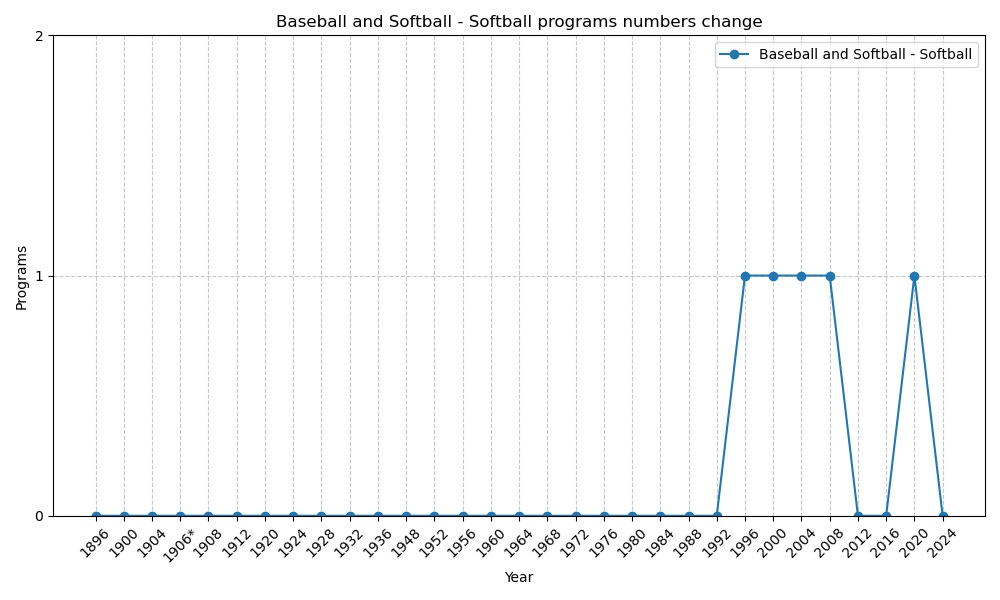 Baseball and Softball - Softball programs numbers change
Baseball and Softball - Softball
Programs
2
1
0
1896 1900 1904 1906* 1908 1912 1920 1924 1928 1932 1936 1948 1952 1956 1960 1964 1968 1972 1976 1980 1984 1988 1992 1996 2000 2004 2008 2012 2016 2020 2024
Year